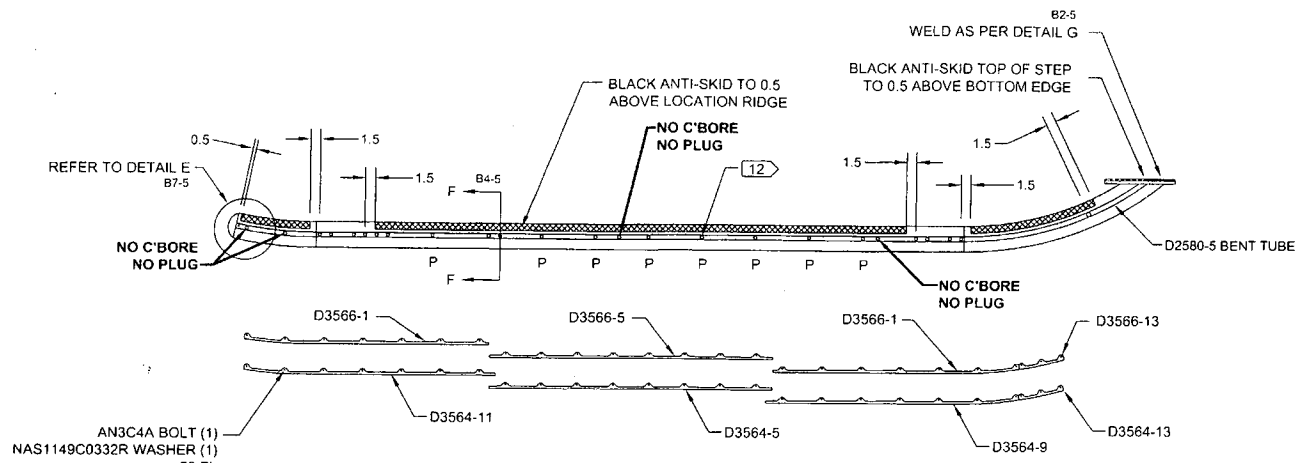 B2-5
WELD AS PER DETAIL G
BLACK ANTI-SKID TOP OF STEP
TO 0.5 ABOVE BOTTOM EDGE
BLACK ANTI-SKID TO 0.5
ABOVE LOCATION RIDGE
NO C'BORE
NO PLUG
0.5
1.5
1.5
12
1.5
1.5
1.5
REFER TO DETAIL E
B7-5
F
B4-5
NO C'BORE
NO PLUG
D2580-5 BENT TUBE
P
F
P
P
P
P
P
P
P
NO C'BORE
NO PLUG
D3566-1
D3566-5
D3566-1
D3566-13
D3564-11
D3564-5
D3564-9
D3564-13
AN3C4A BOLT (1)
NAS1149C0332R WASHER (1)